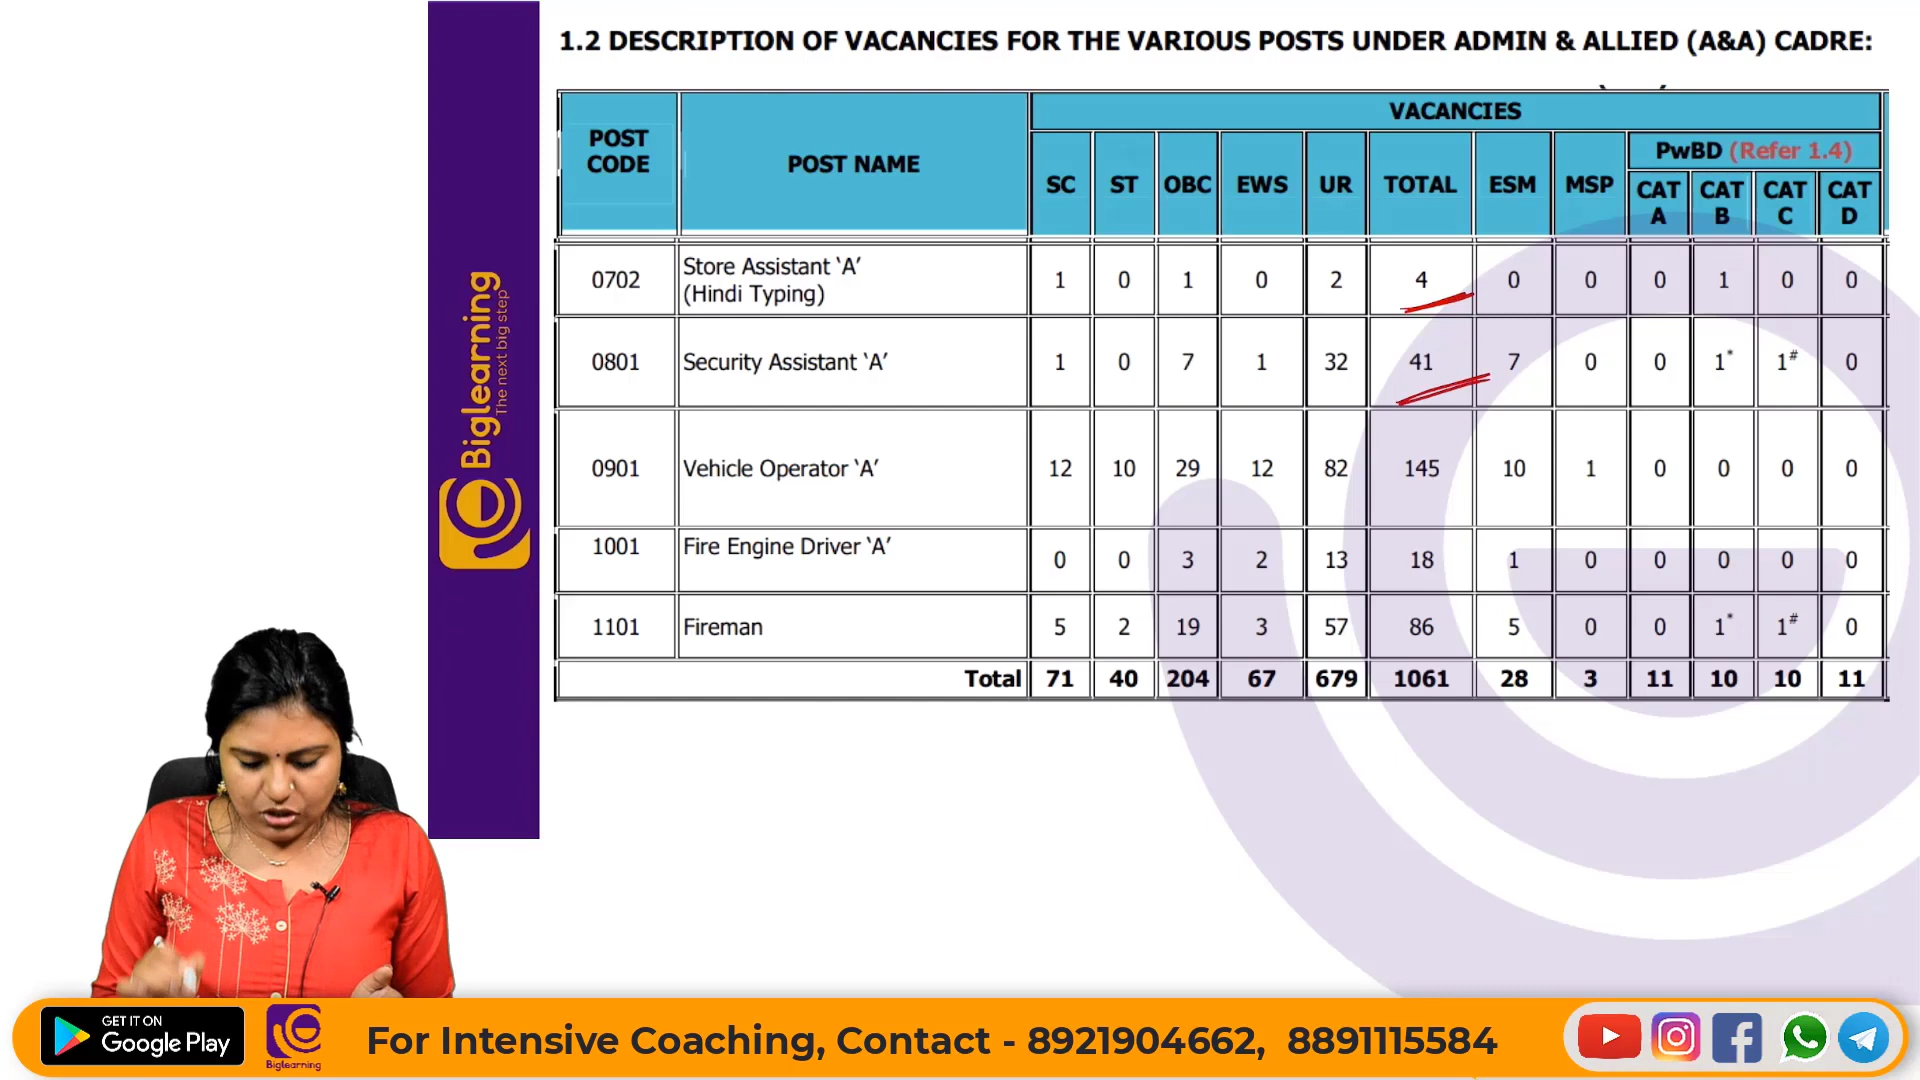 1.2 DESCRIPTION OF VACANCIES FOR THE VARIOUS POSTS UNDER ADMIN & ALLIED (A&A) CADRE:
POST CODE POST NAME VACANCIES
SC ST OBC EWS UR TOTAL ESM MSP PwBD (Refer 1.4)
CAT A CAT B CAT C CAT D
0702 Store Assistant ‘A’ (Hindi Typing) 1 0 1 0 2 4 0 0 0 1 0 0
0801 Security Assistant ‘A’ 1 0 7 1 32 41 7 0 0 1* 1# 0
0901 Vehicle Operator ‘A’ 12 10 29 12 82 145 10 1 0 0 0 0
1001 Fire Engine Driver ‘A’ 0 0 3 2 13 18 1 0 0 0 0 0
1101 Fireman 5 2 19 3 57 86 5 0 0 1* 1# 0
Total 71 40 204 67 679 1061 28 3 11 10 10 11
Biglearning
The next big step
GET IT ON
Google Play
Biglearning
For Intensive Coaching, Contact - 8921904662, 8891115584